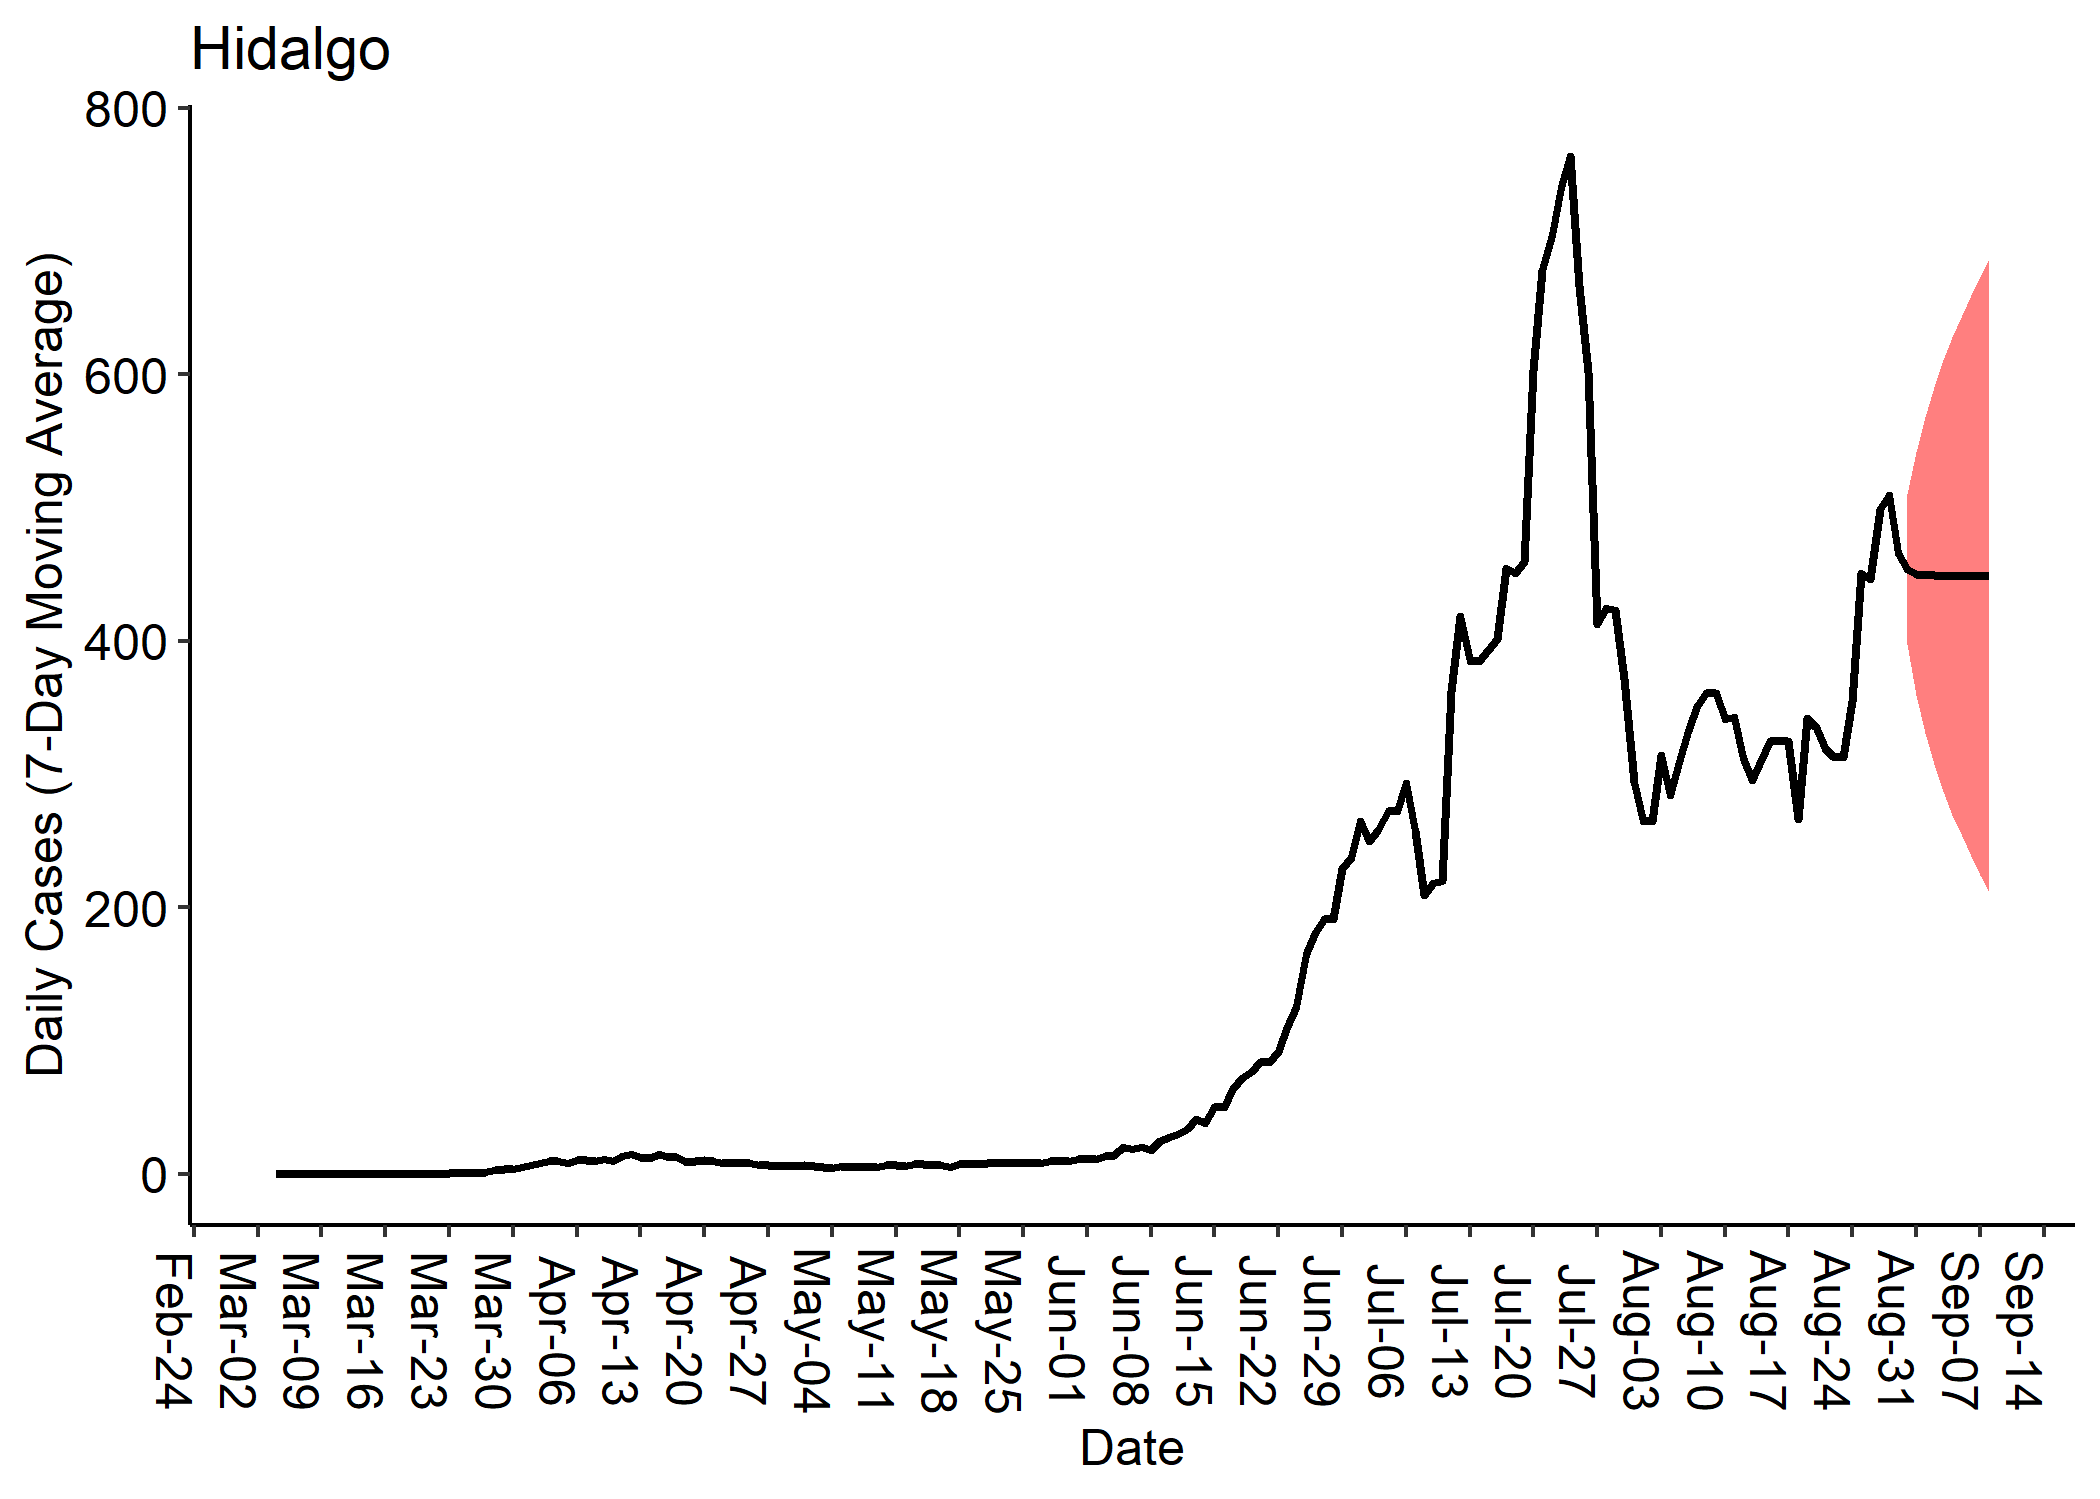 Hidalgo
Daily Cases (7-Day Moving Average)
800
600
400
200
0
Feb-24
Mar-02
Mar-09
Mar-16
Mar-23
Mar-30
Apr-06
Apr-13
Apr-20
Apr-27
May-04
May-11
May-18
May-25
Jun-01
Jun-08
Jun-15
Jun-22
Jun-29
Jul-06
Jul-13
Jul-20
Jul-27
Aug-03
Aug-10
Aug-17
Aug-24
Aug-31
Sep-07
Sep-14
Date